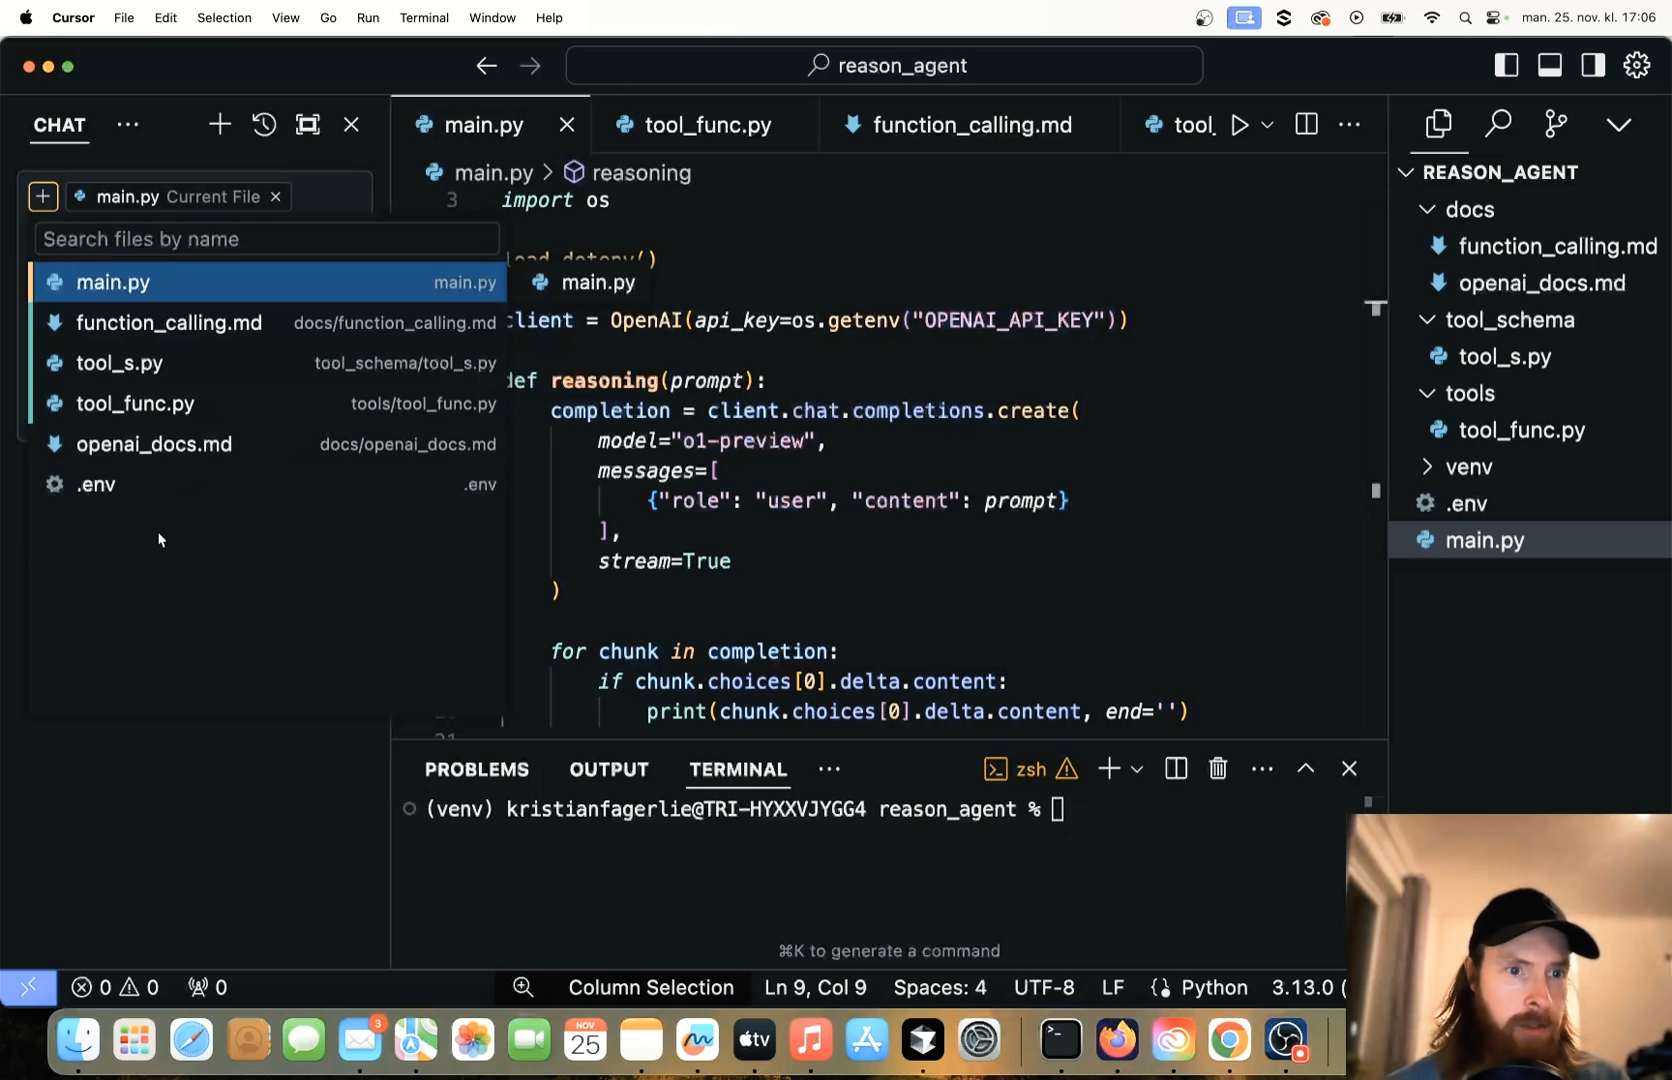 Cursor File Edit Selection View Go Run Terminal Window Help
man. 25. nov. kl. 17:06
reason_agent
CHAT
main.py Current File
Search files by name
main.py main.py
function_calling.md docs/function_calling.md
tool_s.py tool_schema/tool_s.py
tool_func.py tools/tool_func.py
openai_docs.md docs/openai_docs.md
.env .env
main.py
main.py tool_func.py function_calling.md tool_
main.py > reasoning
3 import os
load_dotenv()
client = OpenAI(api_key=os.getenv("OPENAI_API_KEY"))
def reasoning(prompt):
completion = client.chat.completions.create(
model="o1-preview",
messages=[
{"role": "user", "content": prompt}
],
stream=True
)
for chunk in completion:
if chunk.choices[0].delta.content:
print(chunk.choices[0].delta.content, end='')
21
PROBLEMS OUTPUT TERMINAL
zsh
(venv) kristianfagerlie@TRI-HYXXVJYGG4 reason_agent %
⌘K to generate a command
REASON_AGENT
docs
function_calling.md
openai_docs.md
tool_schema
tool_s.py
tools
tool_func.py
venv
.env
main.py
0 0 0
Column Selection Ln 9, Col 9 Spaces: 4 UTF-8 LF Python 3.13.0 (
3
NOV
25
tv